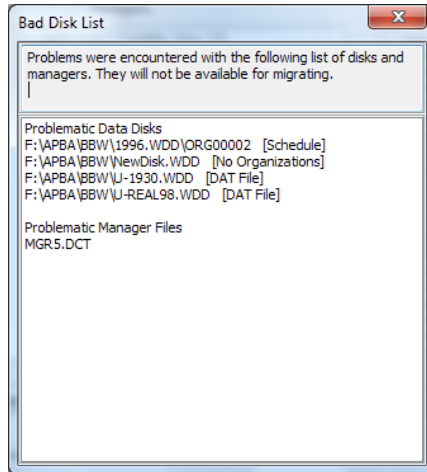 Bad Disk List
Problems were encountered with the following list of disks and
managers. They will not be available for migrating.
Problematic Data Disks
F:\APBA\BBW\1996.WDD\ORG00002 [Schedule]
F:\APBA\BBW\NewDisk.WDD [No Organizations]
F:\APBA\BBW\U-1930.WDD [DAT File]
F:\APBA\BBW\U-REAL98.WDD [DAT File]
Problematic Manager Files
MGR5.DCT